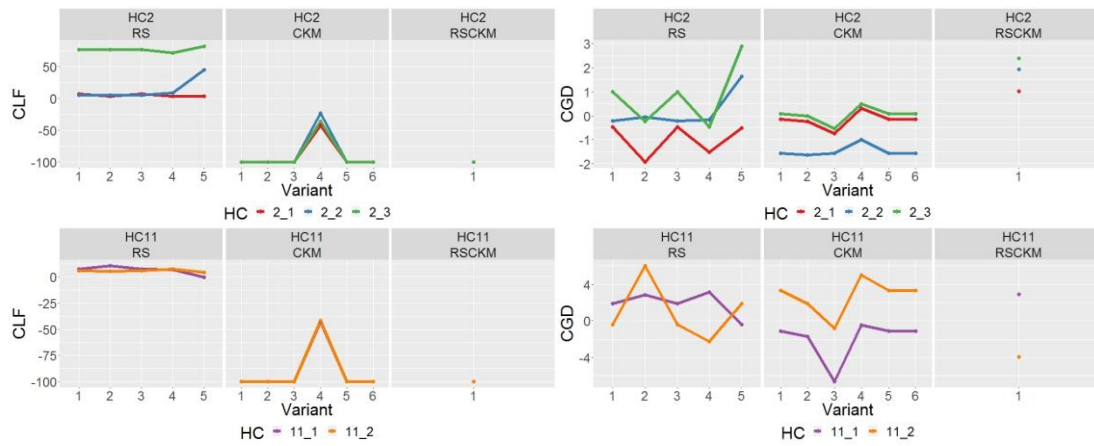 HC2 HC2 HC2
RS CKM RSCKM
CLF
50
0
-50
-100
1 2 3 4 5 1 2 3 4 5 6 1
Variant
HC 2_1 2_2 2_3
HC2 HC2 HC2
RS CKM RSCKM
CGD
3
2
1
0
-1
-2
1 2 3 4 5 1 2 3 4 5 6 1
Variant
HC 2_1 2_2 2_3
HC11 HC11 HC11
RS CKM RSCKM
CLF
0
-25
-50
-75
-100
1 2 3 4 5 1 2 3 4 5 6 1
Variant
HC 11_1 11_2
HC11 HC11 HC11
RS CKM RSCKM
CGD
4
0
-4
1 2 3 4 5 1 2 3 4 5 6 1
Variant
HC 11_1 11_2